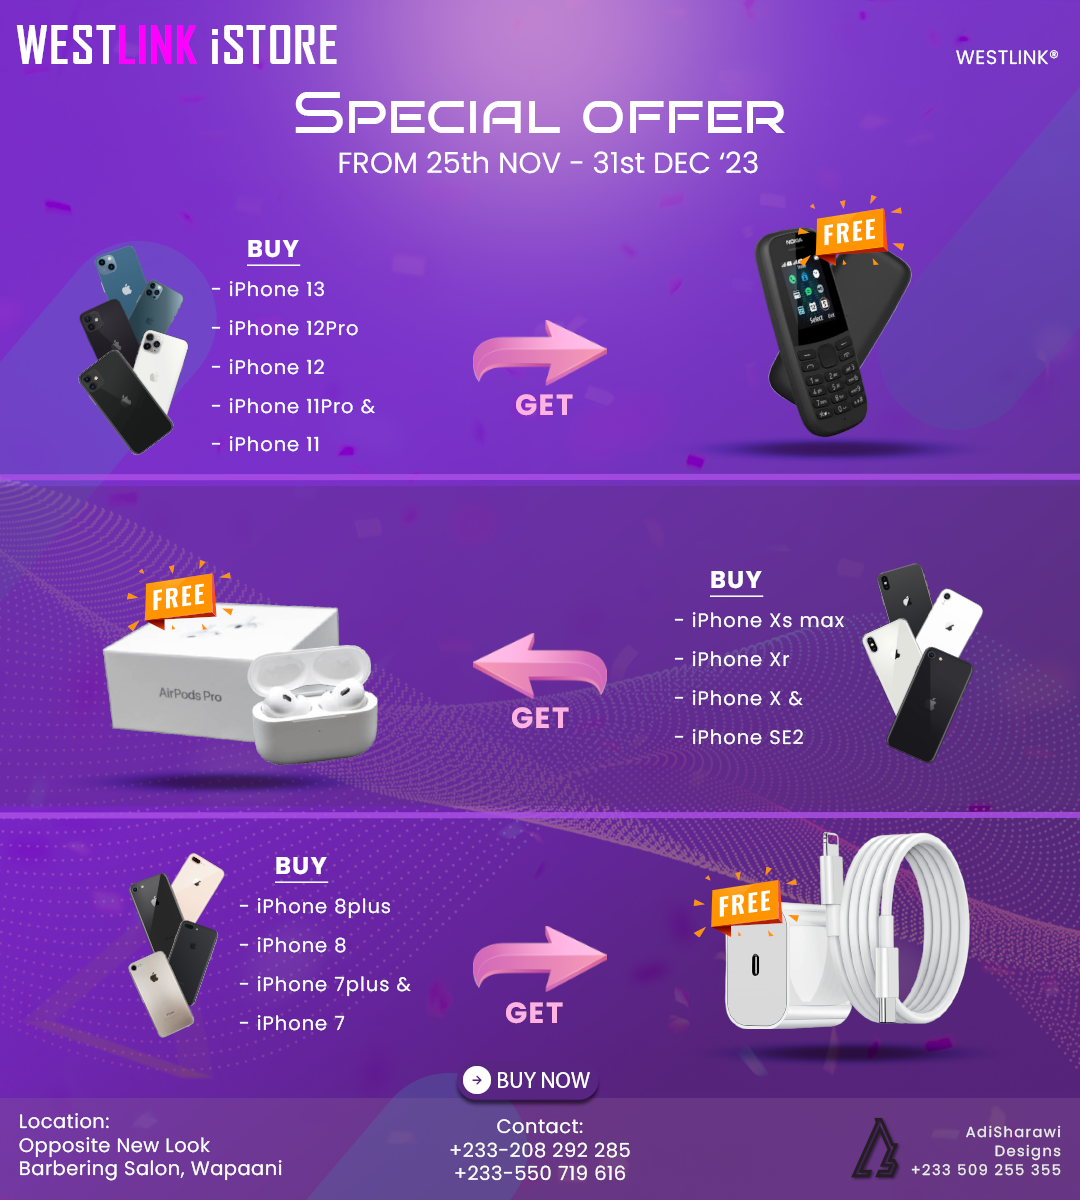 WESTLINK iSTORE
WESTLINK®
SPECIAL OFFER
FROM 25th NOV - 31st DEC ‘23
BUY
- iPhone 13
- iPhone 12Pro
- iPhone 12
- iPhone 11Pro &
- iPhone 11
GET
FREE
NOKIA
Select
FREE
AirPods Pro
GET
BUY
- iPhone Xs max
- iPhone Xr
- iPhone X &
- iPhone SE2
BUY
- iPhone 8plus
- iPhone 8
- iPhone 7plus &
- iPhone 7
GET
FREE
BUY NOW
Location:
Opposite New Look
Barbering Salon, Wapaani
Contact:
+233-208 292 285
+233-550 719 616
AdiSharawi
Designs
+233 509 255 355